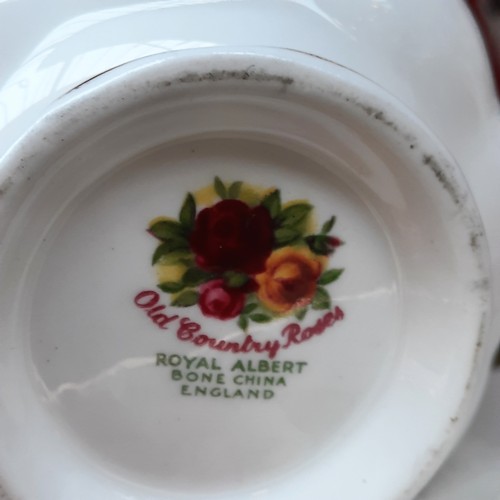 Old Country Roses
ROYAL ALBERT
BONE CHINA
ENGLAND